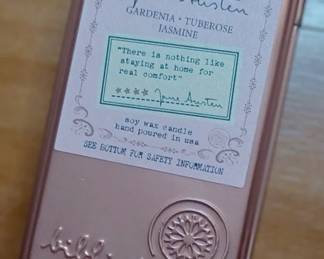 Austen
GARDENIA • TUBEROSE
JASMINE
"There is nothing like
staying at home for
real comfort"
Jane Austen
soy wax candle
hand poured in usa
SEE BOTTOM FOR SAFETY INFORMATION